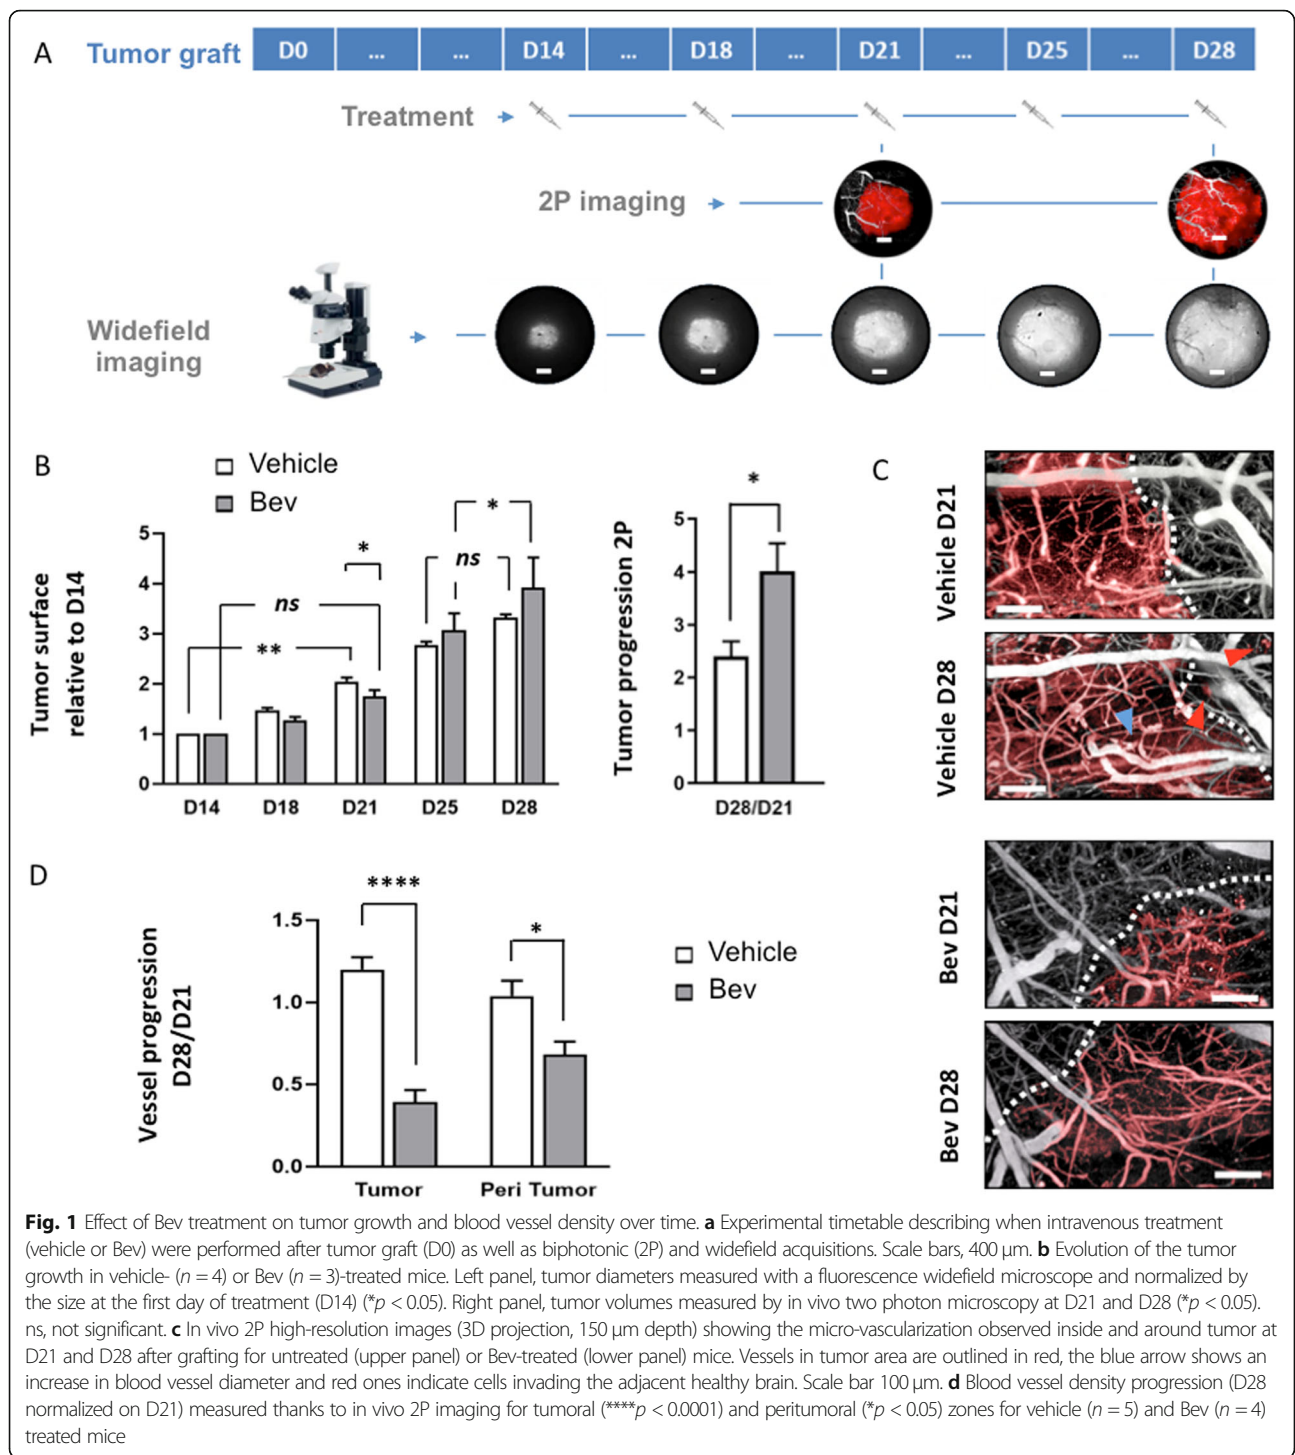 A
Tumor graft D0 ... ... D14 ... D18 ... D21 ... D25 ... D28
Treatment
2P imaging
Widefield
imaging
B
Vehicle
Bev
Tumor surface
relative to D14
5
4
3
2
1
0
**
ns
*
ns
*
D14 D18 D21 D25 D28
Tumor progression 2P
5
4
3
2
1
0
*
D28/D21
C
Vehicle D21
Vehicle D28
Bev D21
Bev D28
D
Vessel progression
D28/D21
1.5
1.0
0.5
0.0
****
*
Tumor Peri Tumor
Vehicle
Bev
Fig. 1 Effect of Bev treatment on tumor growth and blood vessel density over time. a Experimental timetable describing when intravenous treatment
(vehicle or Bev) were performed after tumor graft (D0) as well as biphotonic (2P) and widefield acquisitions. Scale bars, 400 μm. b Evolution of the tumor
growth in vehicle- (n = 4) or Bev (n = 3)-treated mice. Left panel, tumor diameters measured with a fluorescence widefield microscope and normalized by
the size at the first day of treatment (D14) (*p < 0.05). Right panel, tumor volumes measured by in vivo two photon microscopy at D21 and D28 (*p < 0.05).
ns, not significant. c In vivo 2P high-resolution images (3D projection, 150 μm depth) showing the micro-vascularization observed inside and around tumor at
D21 and D28 after grafting for untreated (upper panel) or Bev-treated (lower panel) mice. Vessels in tumor area are outlined in red, the blue arrow shows an
increase in blood vessel diameter and red ones indicate cells invading the adjacent healthy brain. Scale bar 100 μm. d Blood vessel density progression (D28
normalized on D21) measured thanks to in vivo 2P imaging for tumoral (****p < 0.0001) and peritumoral (*p < 0.05) zones for vehicle (n = 5) and Bev (n = 4)
treated mice